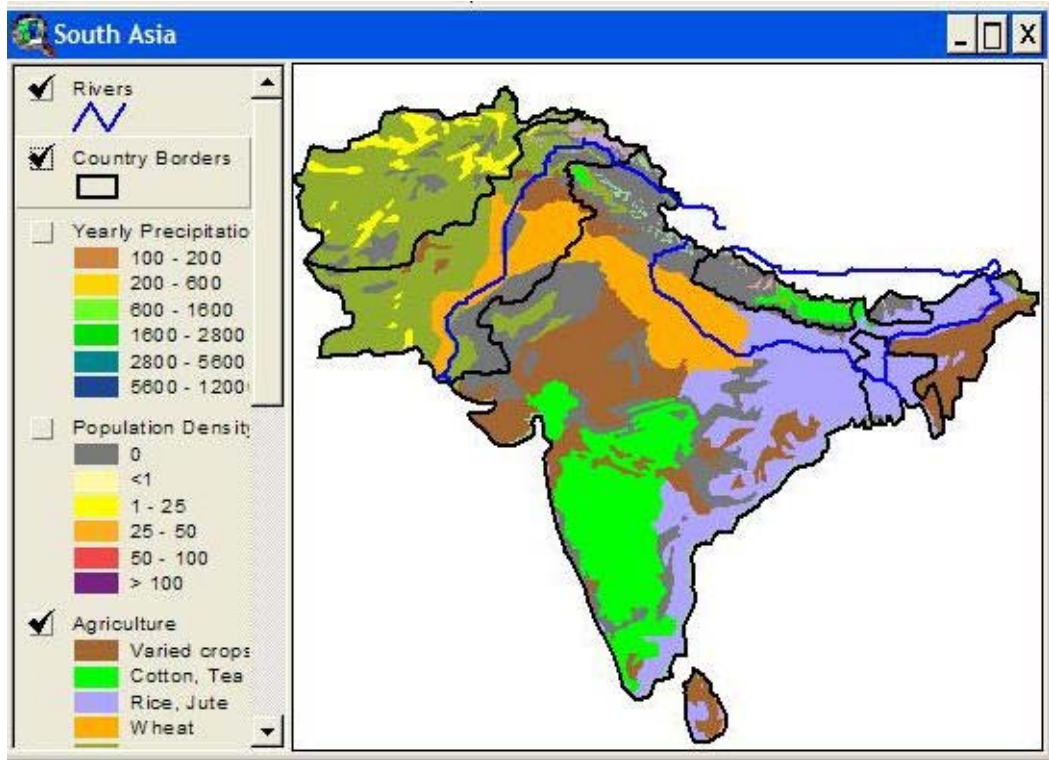 South Asia
Rivers
Country Borders
Yearly Precipitatio
100 - 200
200 - 600
600 - 1600
1600 - 2800
2800 - 5600
5600 - 1200
Population Densit
0
<1
1 - 25
25 - 50
50 - 100
> 100
Agriculture
Varied crops
Cotton, Tea
Rice, Jute
Wheat